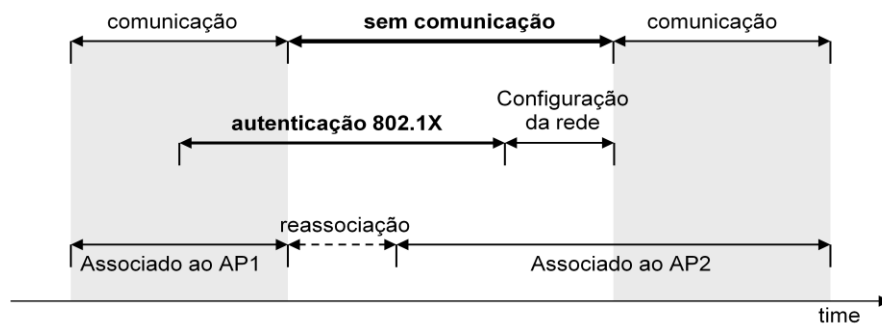 comunicação
sem comunicação
comunicação
autenticação 802.1X
Configuração
da rede
reassociação
Associado ao AP1
Associado ao AP2
time